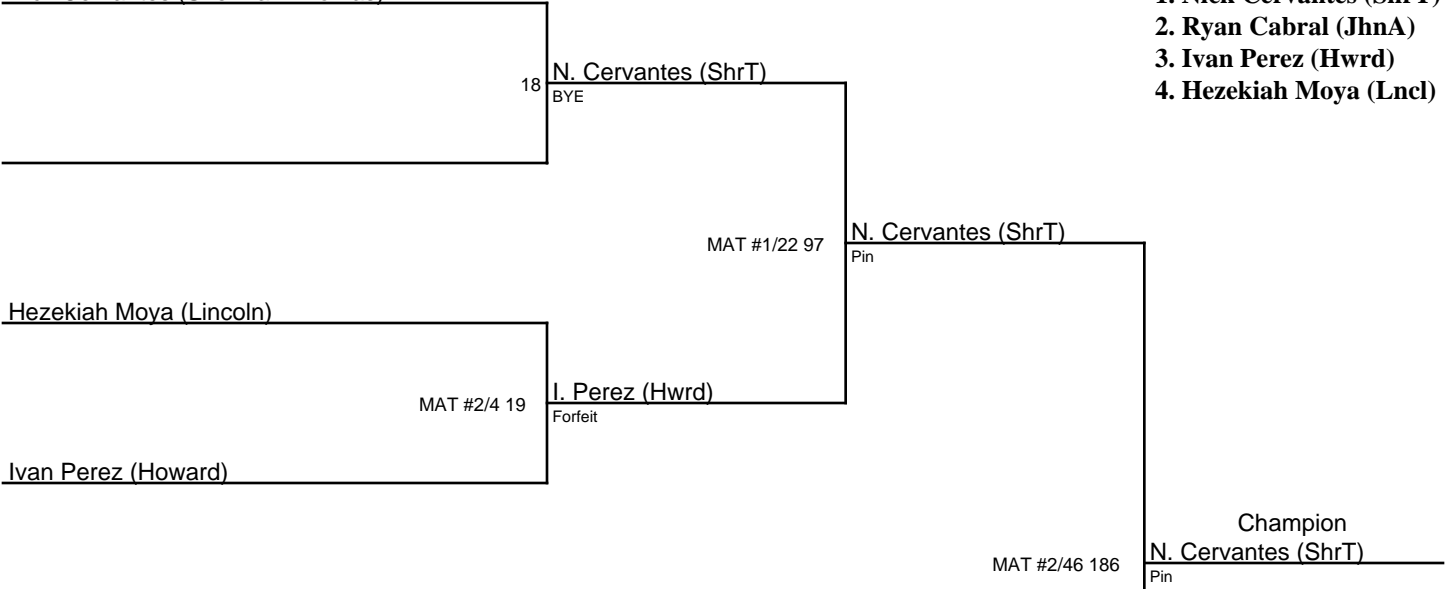 1. Nick Cervantes (ShrT)
2. Ryan Cabral (JhnA)
3. Ivan Perez (Hwrd)
4. Hezekiah Moya (Lncl)
18
N. Cervantes (ShrT)
BYE
MAT #1/22 97
N. Cervantes (ShrT)
Pin
Hezekiah Moya (Lincoln)
MAT #2/4 19
I. Perez (Hwrd)
Forfeit
Ivan Perez (Howard)
Champion
MAT #2/46 186
N. Cervantes (ShrT)
Pin